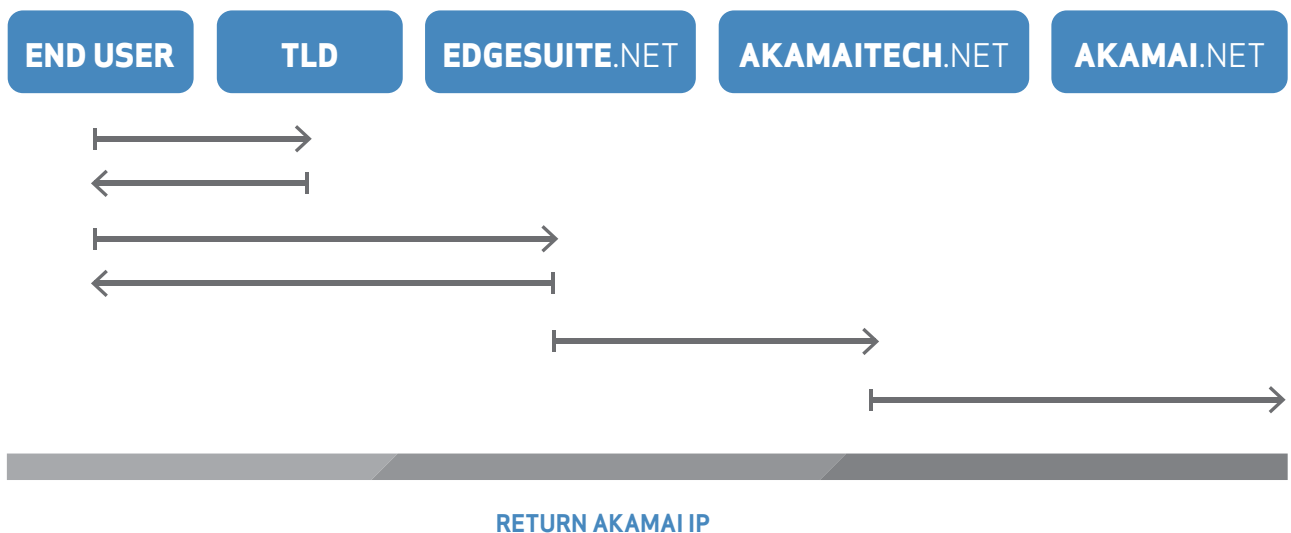 END USER
TLD
EDGESUITE.NET
AKAMAITECH.NET
AKAMAI.NET
RETURN AKAMAI IP